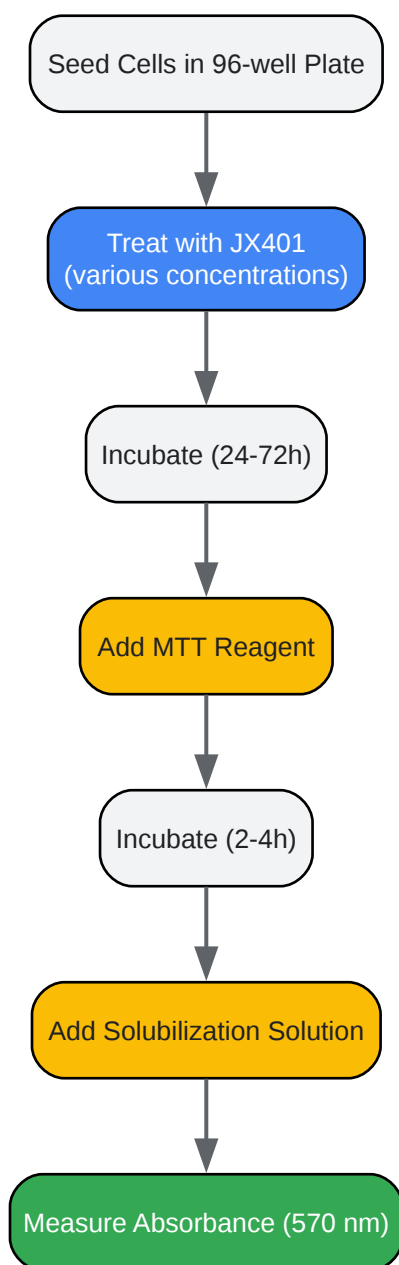 Seed Cells in 96-well Plate
Treat with JX401
(various concentrations)
Incubate (24-72h)
Add MTT Reagent
Incubate (2-4h)
Add Solubilization Solution
Measure Absorbance (570 nm)